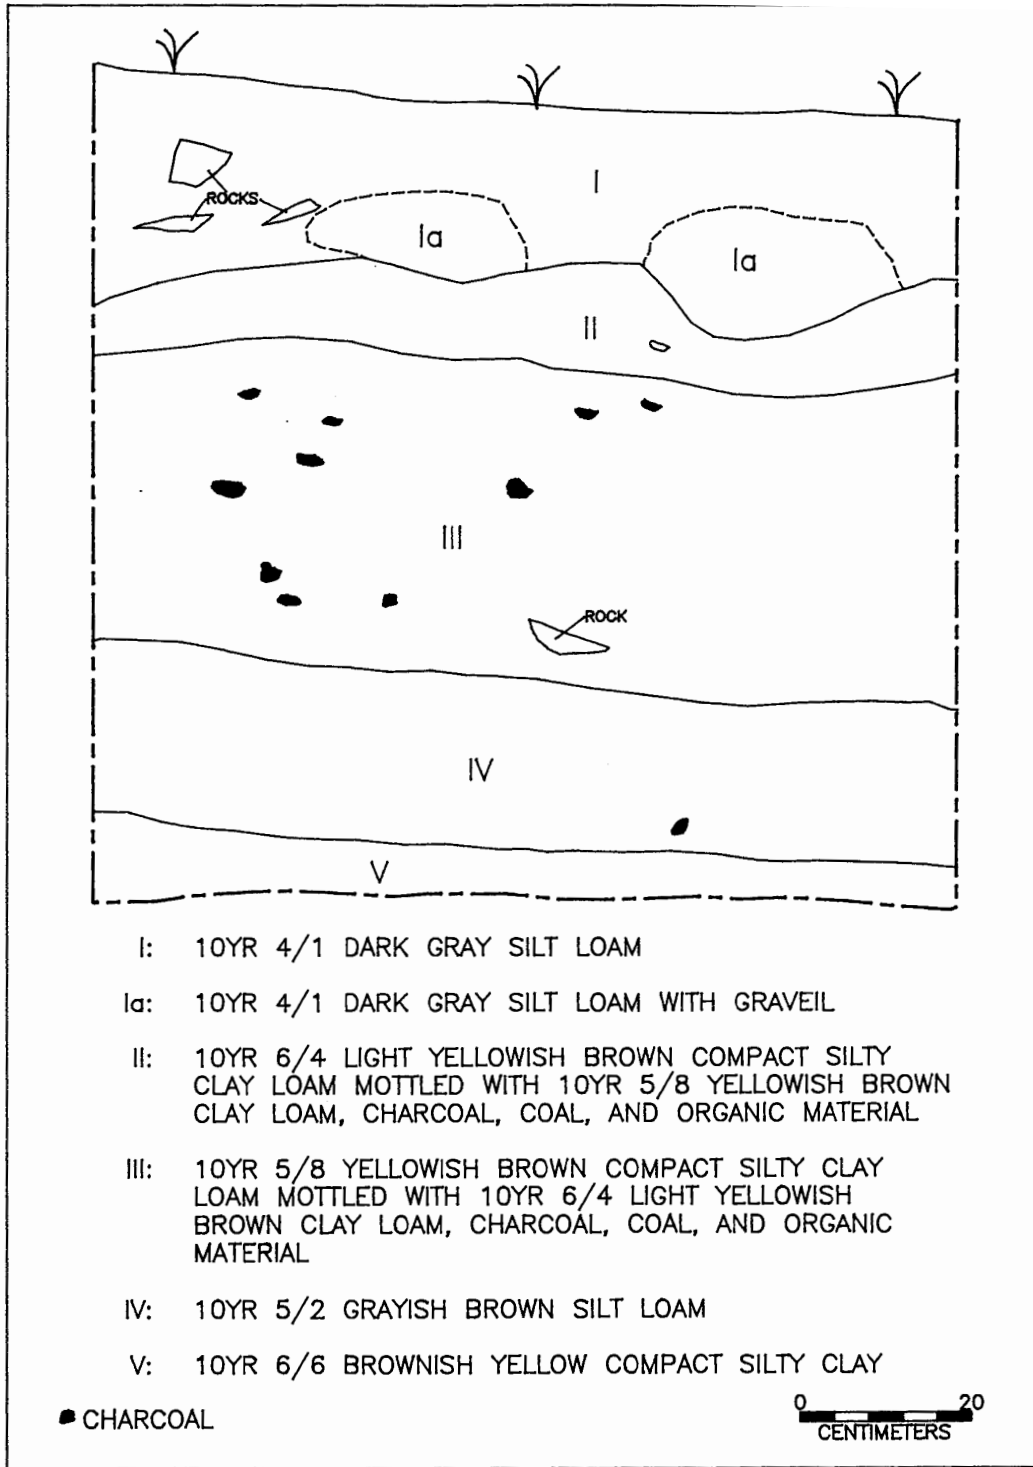 I
ROCKS
Ia
Ia
II
III
ROCK
IV
V
I: 10YR 4/1 DARK GRAY SILT LOAM
Ia: 10YR 4/1 DARK GRAY SILT LOAM WITH GRAVEIL
II: 10YR 6/4 LIGHT YELLOWISH BROWN COMPACT SILTY
CLAY LOAM MOTTLED WITH 10YR 5/8 YELLOWISH BROWN
CLAY LOAM, CHARCOAL, COAL, AND ORGANIC MATERIAL
III: 10YR 5/8 YELLOWISH BROWN COMPACT SILTY CLAY
LOAM MOTTLED WITH 10YR 6/4 LIGHT YELLOWISH
BROWN CLAY LOAM, CHARCOAL, COAL, AND ORGANIC
MATERIAL
IV: 10YR 5/2 GRAYISH BROWN SILT LOAM
V: 10YR 6/6 BROWNISH YELLOW COMPACT SILTY CLAY
CHARCOAL
0 20
CENTIMETERS